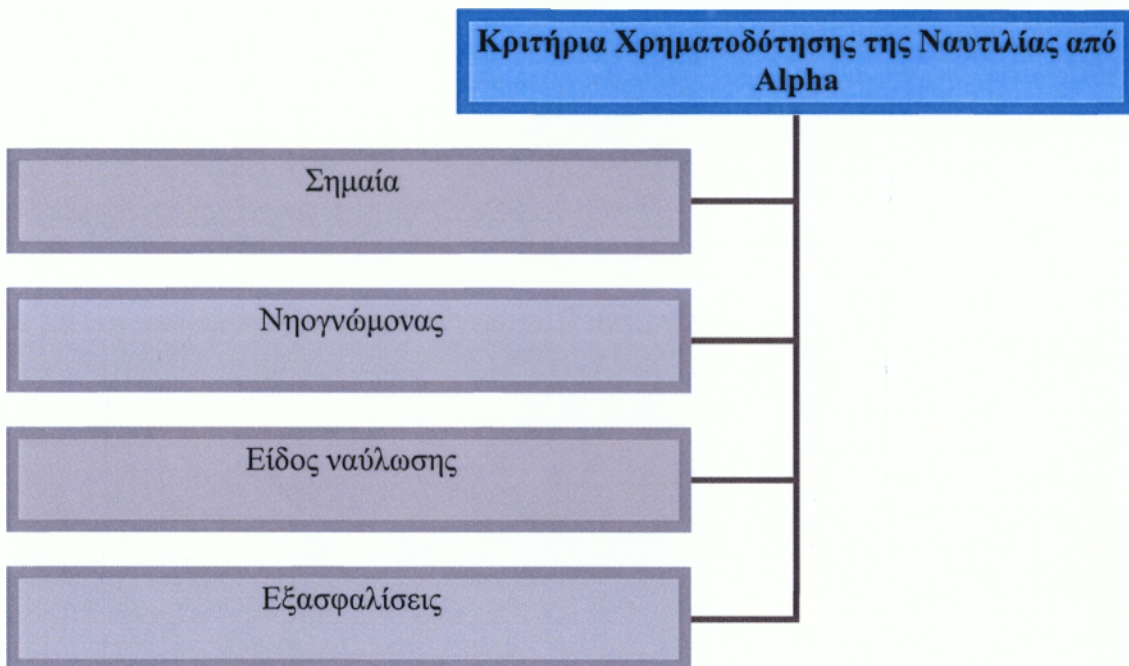 Κριτήρια Χρηματοδότησης της Ναυτιλίας από
Alpha
Σημαία
Νηογνώμονας
Είδος ναύλωσης
Εξασφαλίσεις